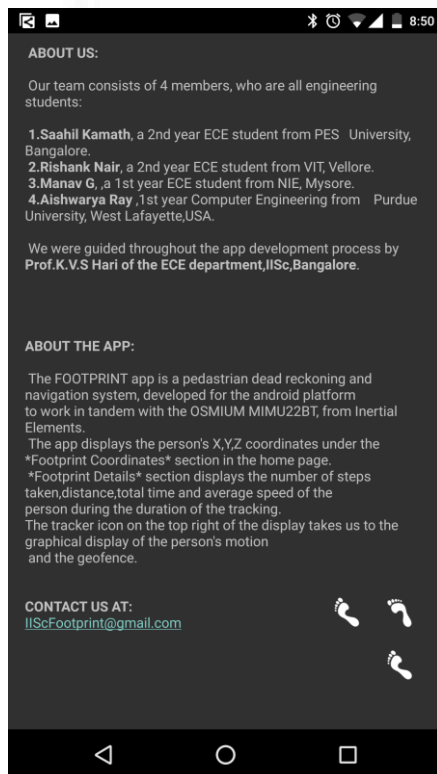 8:50
ABOUT US:
Our team consists of 4 members, who are all engineering
students:
1.Saahil Kamath, a 2nd year ECE student from PES University,
Bangalore.
2.Rishank Nair, a 2nd year ECE student from VIT, Vellore.
3.Manav G, ,a 1st year ECE student from NIE, Mysore.
4.Aishwarya Ray ,1st year Computer Engineering from Purdue
University, West Lafayette,USA.
We were guided throughout the app development process by
Prof.K.V.S Hari of the ECE department,IISc,Bangalore.
ABOUT THE APP:
The FOOTPRINT app is a pedastrian dead reckoning and
navigation system, developed for the android platform
to work in tandem with the OSMIUM MIMU22BT, from Inertial
Elements.
The app displays the person's X,Y,Z coordinates under the
*Footprint Coordinates* section in the home page.
*Footprint Details* section displays the number of steps
taken,distance,total time and average speed of the
person during the duration of the tracking.
The tracker icon on the top right of the display takes us to the
graphical display of the person's motion
and the geofence.
CONTACT US AT:
IIScFootprint@gmail.com